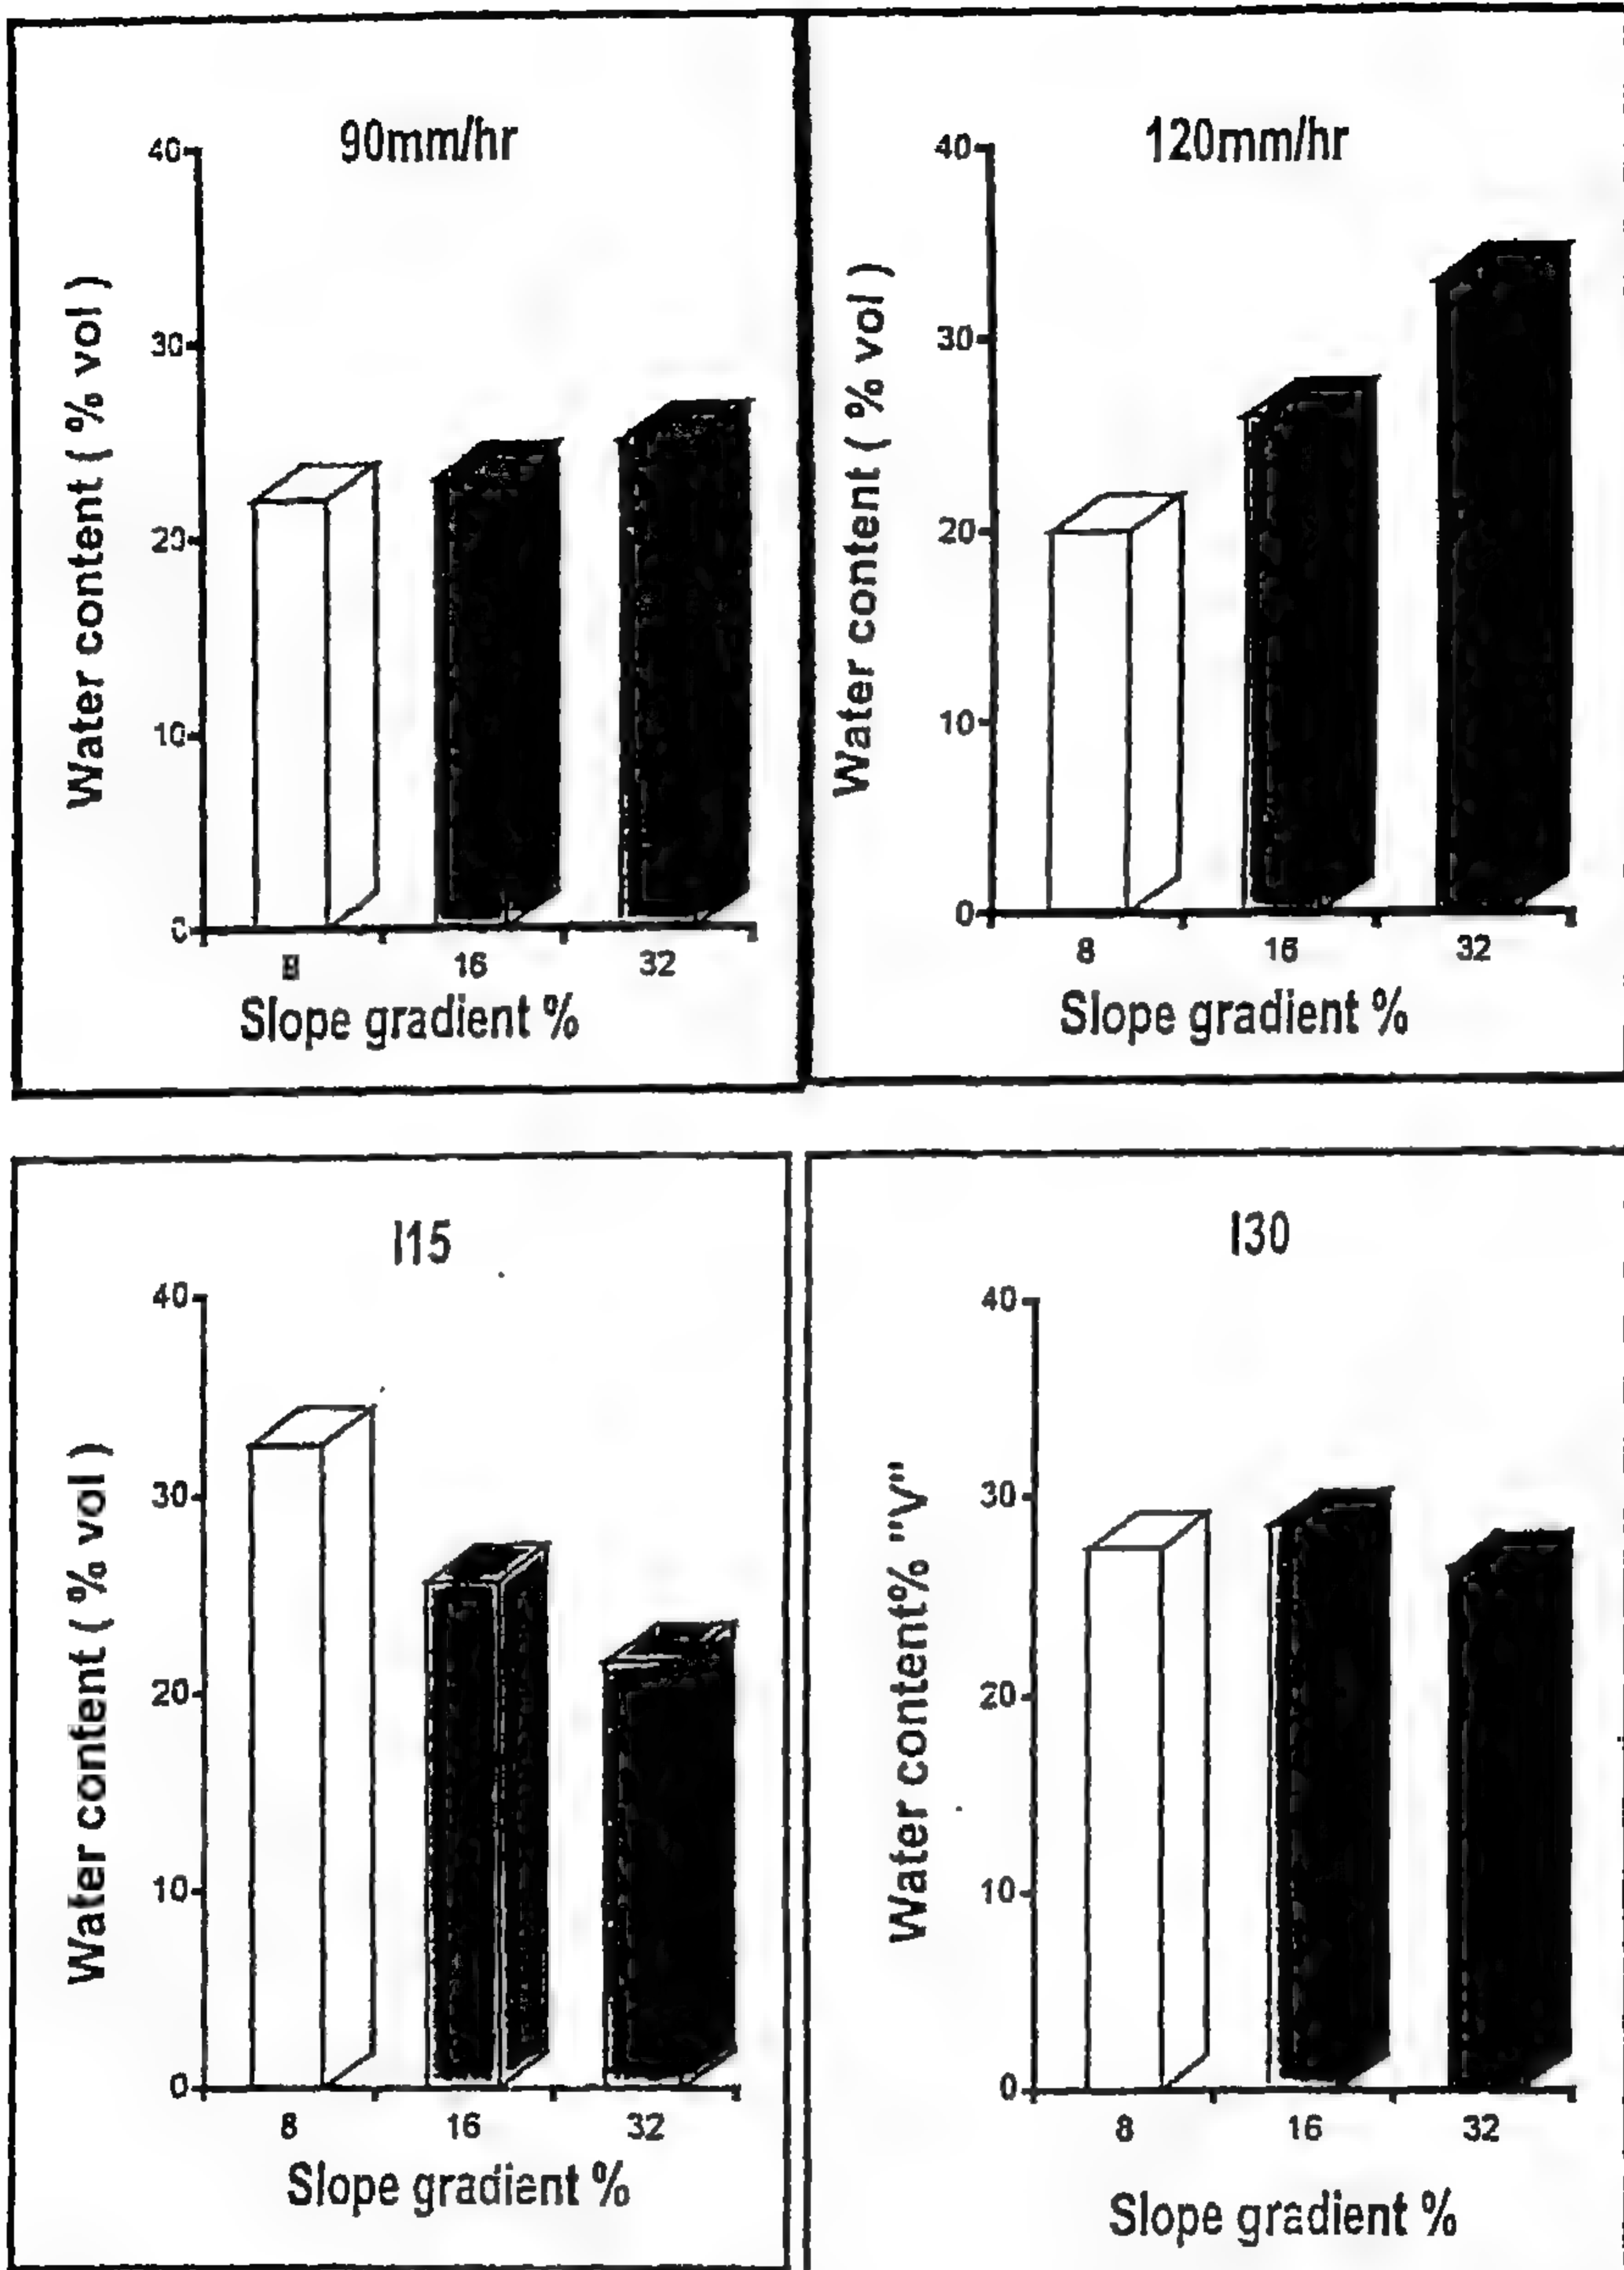 90mm/hr
40
30
20
10
0
Water content ( % vol )
8 16 32
Slope gradient %
120mm/hr
40
30
20
10
0
Water content ( % vol )
8 16 32
Slope gradient %
I15
40
30
20
10
0
Water content ( % vol )
8 16 32
Slope gradient %
I30
40
30
20
10
0
Water content% "V"
8 16 32
Slope gradient %